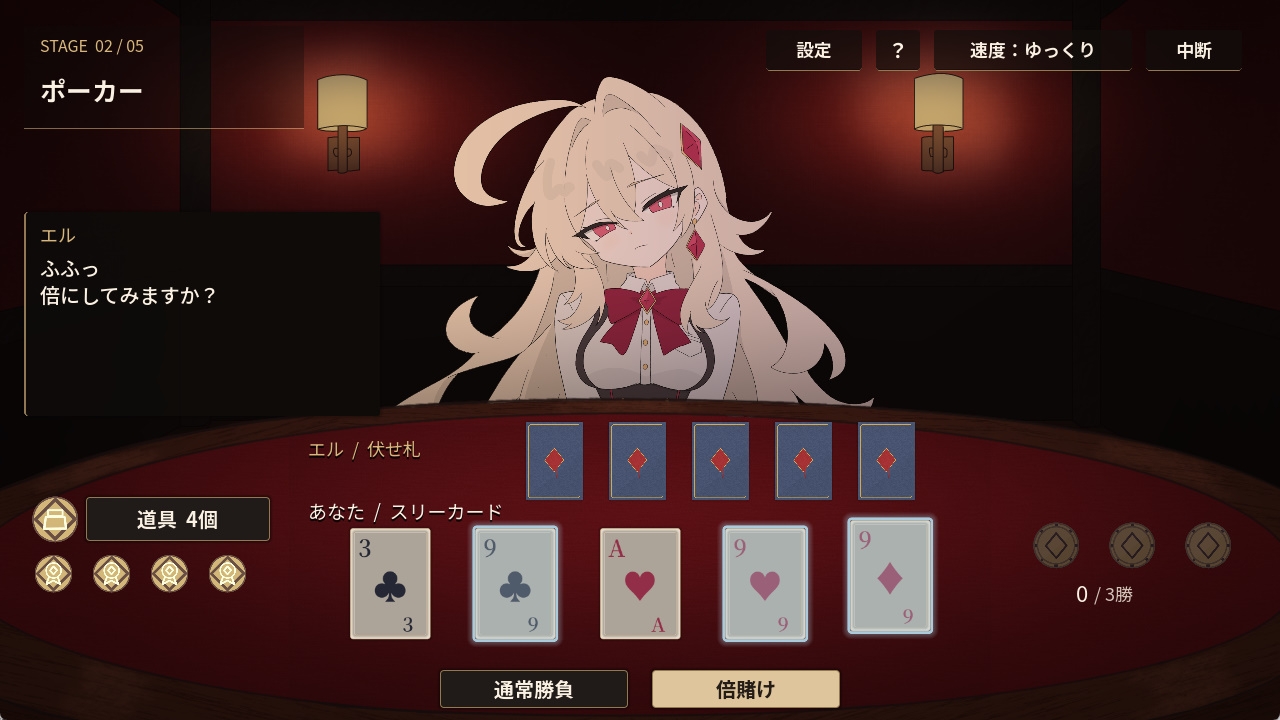 STAGE 02 / 05
ポーカー
設定
?
速度：ゆっくり
中断
エル
ふふっ
倍にしてみますか？
エル / 伏せ札
あなた / スリーカード
道具 4個
3
3
9
9
A
A
9
9
9
9
0 / 3勝
通常勝負
倍賭け